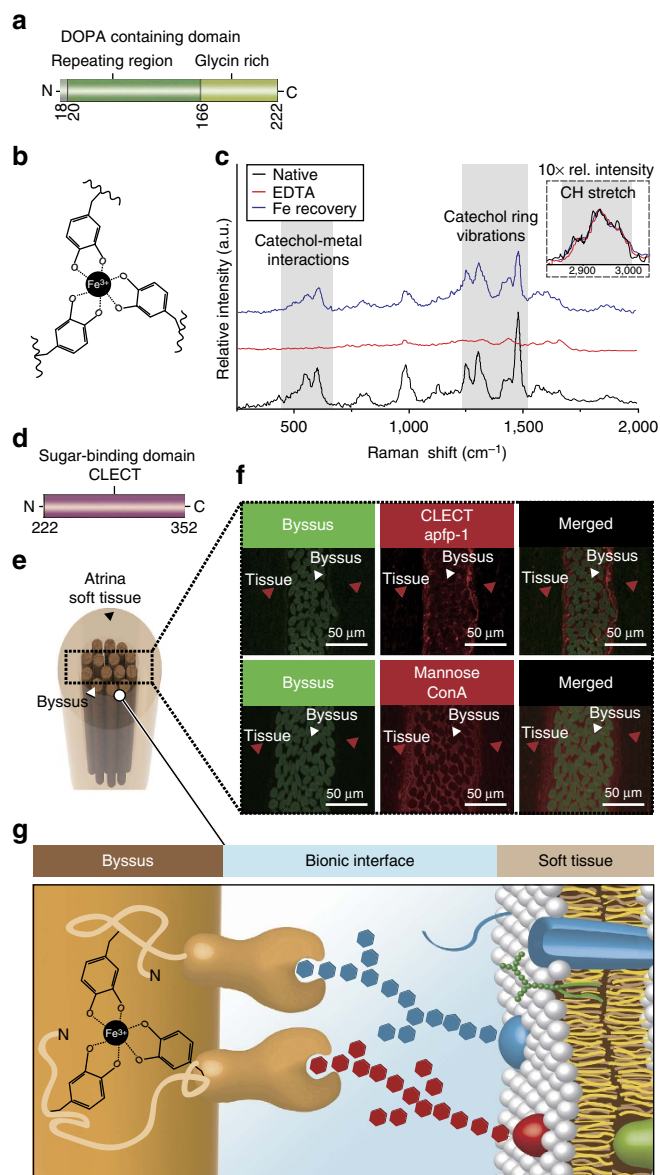 a
DOPA containing domain
Repeating region
Glycin rich
N
C
18
20
166
222
b
Fe3+
c
Native
EDTA
Fe recovery
10× rel. intensity
CH stretch
2,900
3,000
Catechol-metal
interactions
Catechol ring
vibrations
Relative intensity (a.u.)
500
1,000
1,500
2,000
Raman shift (cm⁻¹)
d
Sugar-binding domain
CLECT
N
C
222
352
e
Atrina
soft tissue
Byssus
f
Byssus
CLECT
apfp-1
Merged
Byssus
Tissue
50 µm
Byssus
Tissue
50 µm
Byssus
Tissue
50 µm
Byssus
Mannose
ConA
Merged
Byssus
Tissue
50 µm
Byssus
Tissue
50 µm
Byssus
Tissue
50 µm
g
Byssus
Bionic interface
Soft tissue
N
N
Fe3+